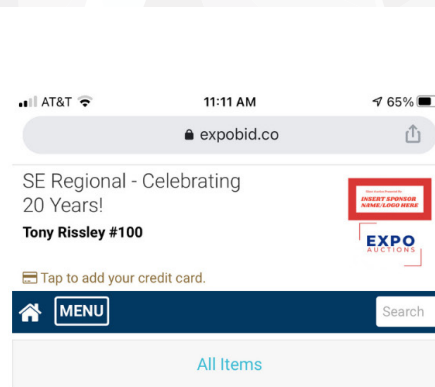 AT&T 11:11 AM 65%
expobid.co
SE Regional - Celebrating
20 Years!
INSERT SPONSOR
NAME/LOGO HERE
Tony Rissley #100
EXPO
AUCTIONS
Tap to add your credit card.
MENU Search
All Items